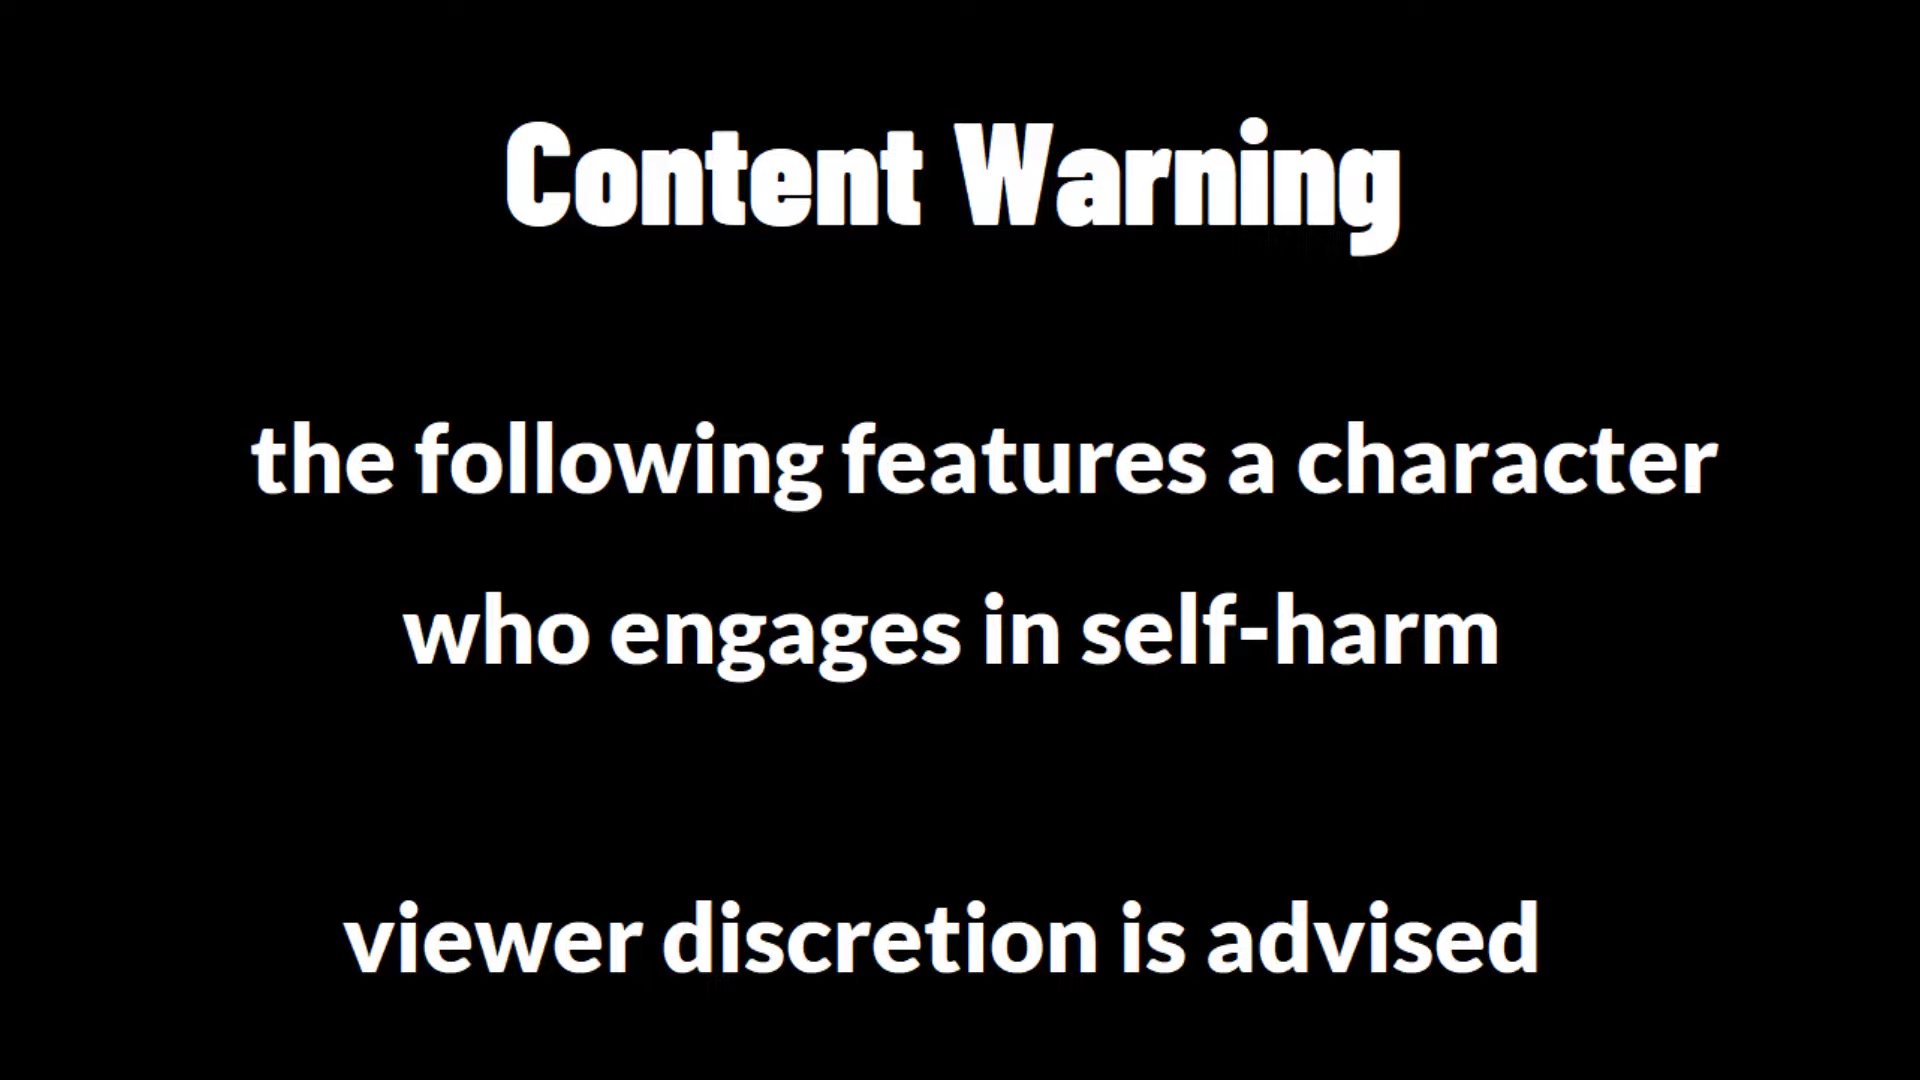 Content Warning
the following features a character
who engages in self-harm
viewer discretion is advised